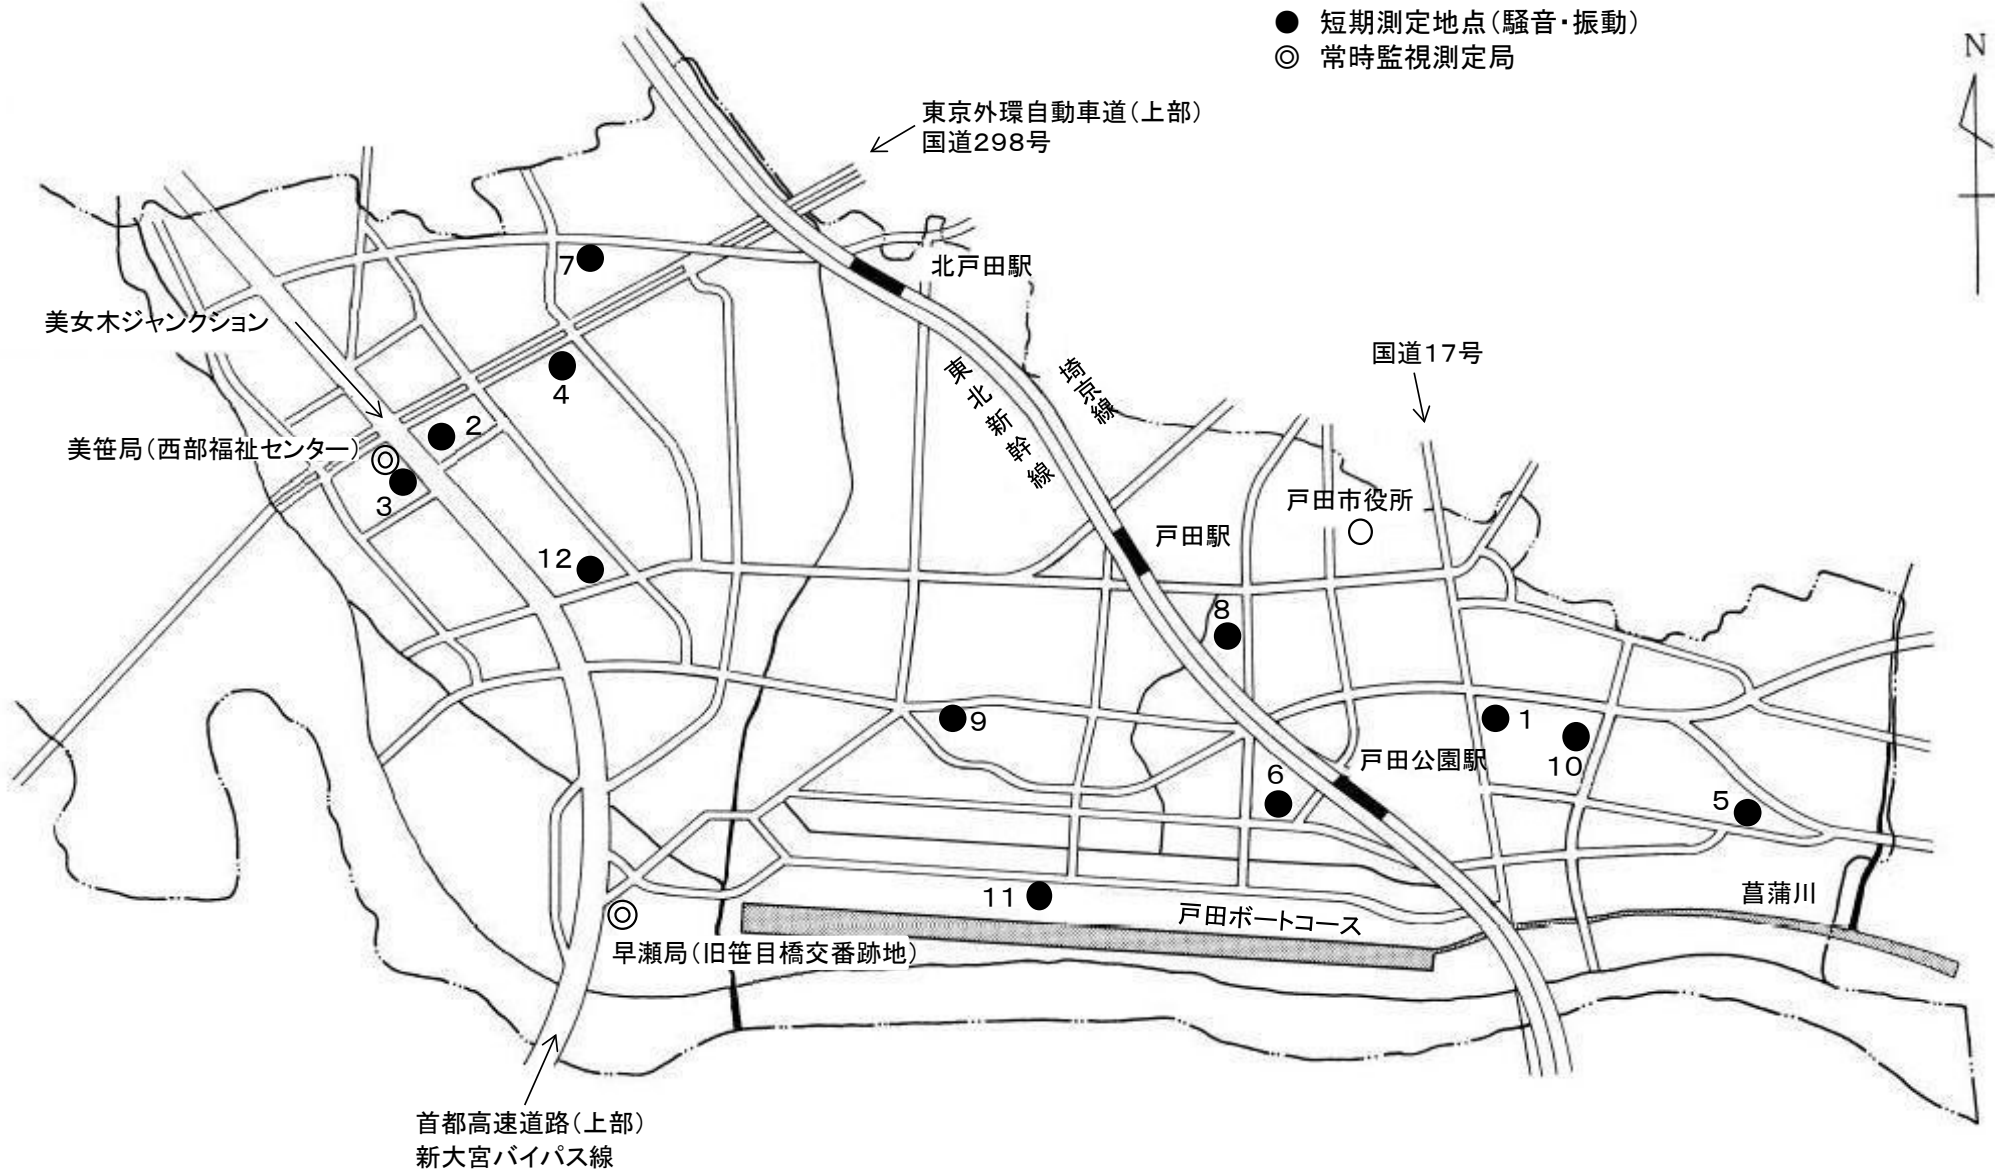 ● 短期測定地点(騒音・振動)
◎ 常時監視測定局
N
東京外環自動車道(上部)
国道298号
7
北戸田駅
美女木ジャンクション
国道17号
埼京線
東北新幹線
4
2
美笹局(西部福祉センター)
3
戸田市役所
戸田駅
12
8
9
1
戸田公園駅
10
6
5
11
菖蒲川
戸田ボートコース
早瀬局(旧笹目橋交番跡地)
首都高速道路(上部)
新大宮バイパス線